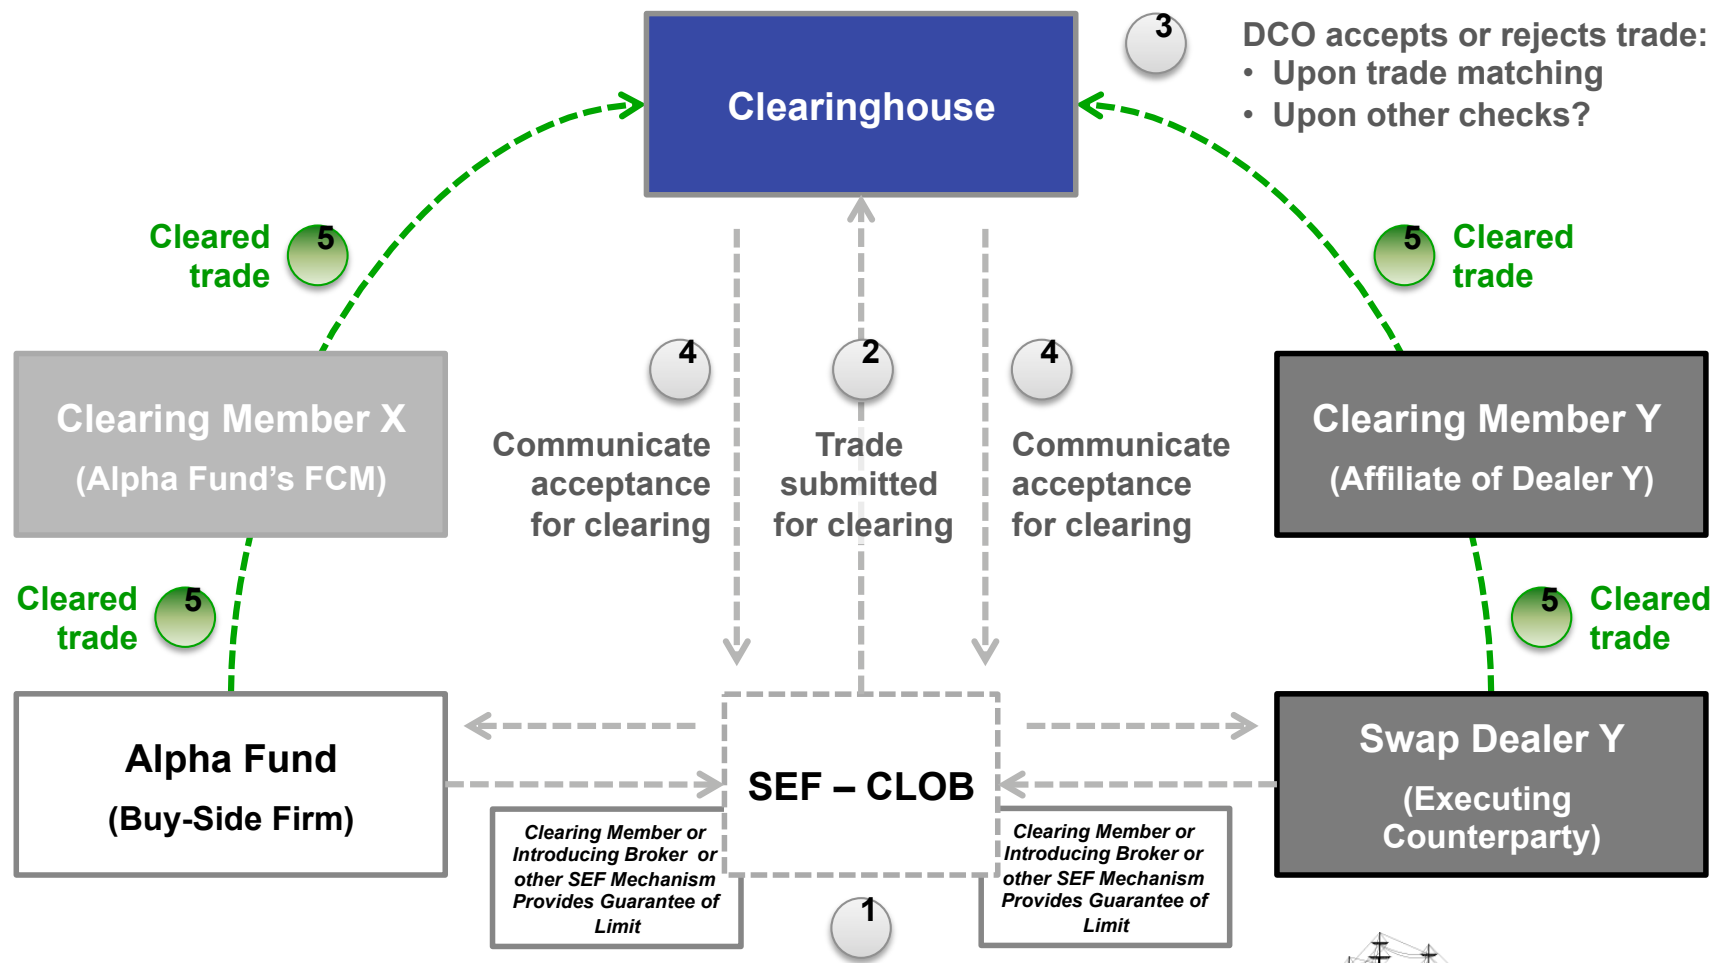 3
DCO accepts or rejects trade:
• Upon trade matching
• Upon other checks?
Clearinghouse
Cleared
trade
5
5
Cleared
trade
4
2
4
Clearing Member X
(Alpha Fund’s FCM)
Communicate
acceptance
for clearing
Trade
submitted
for clearing
Communicate
acceptance
for clearing
Clearing Member Y
(Affiliate of Dealer Y)
Cleared
trade
5
5
Cleared
trade
Alpha Fund
(Buy-Side Firm)
SEF – CLOB
Swap Dealer Y
(Executing
Counterparty)
Clearing Member or
Introducing Broker or
other SEF Mechanism
Provides Guarantee of
Limit
Clearing Member or
Introducing Broker or
other SEF Mechanism
Provides Guarantee of
Limit
1